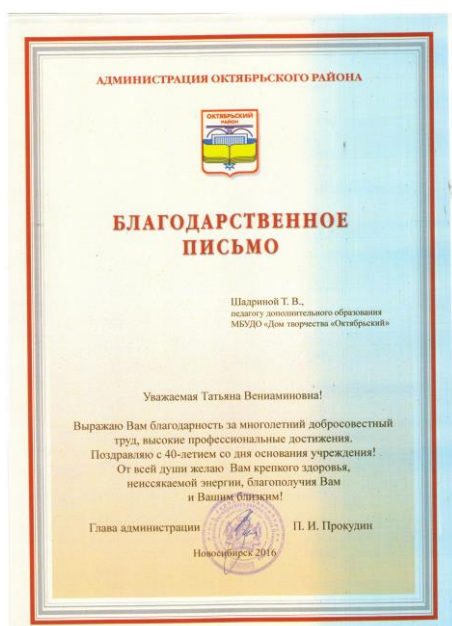 АДМИНИСТРАЦИЯ ОКТЯБРЬСКОГО РАЙОНА
ОКТЯБРЬСКИЙ
РАЙОН
БЛАГОДАРСТВЕННОЕ
ПИСЬМО
Шадриной Т. В.,
педагогу дополнительного образования
МБУДО «Дом творчества «Октябрьский»
Уважаемая Татьяна Вениаминовна!
Выражаю Вам благодарность за многолетний добросовестный
труд, высокие профессиональные достижения.
Поздравляю с 40-летием со дня основания учреждения!
От всей души желаю Вам крепкого здоровья,
неиссякаемой энергии, благополучия Вам
и Вашим близким!
Глава администрации П. И. Прокудин
Новосибирск 2016